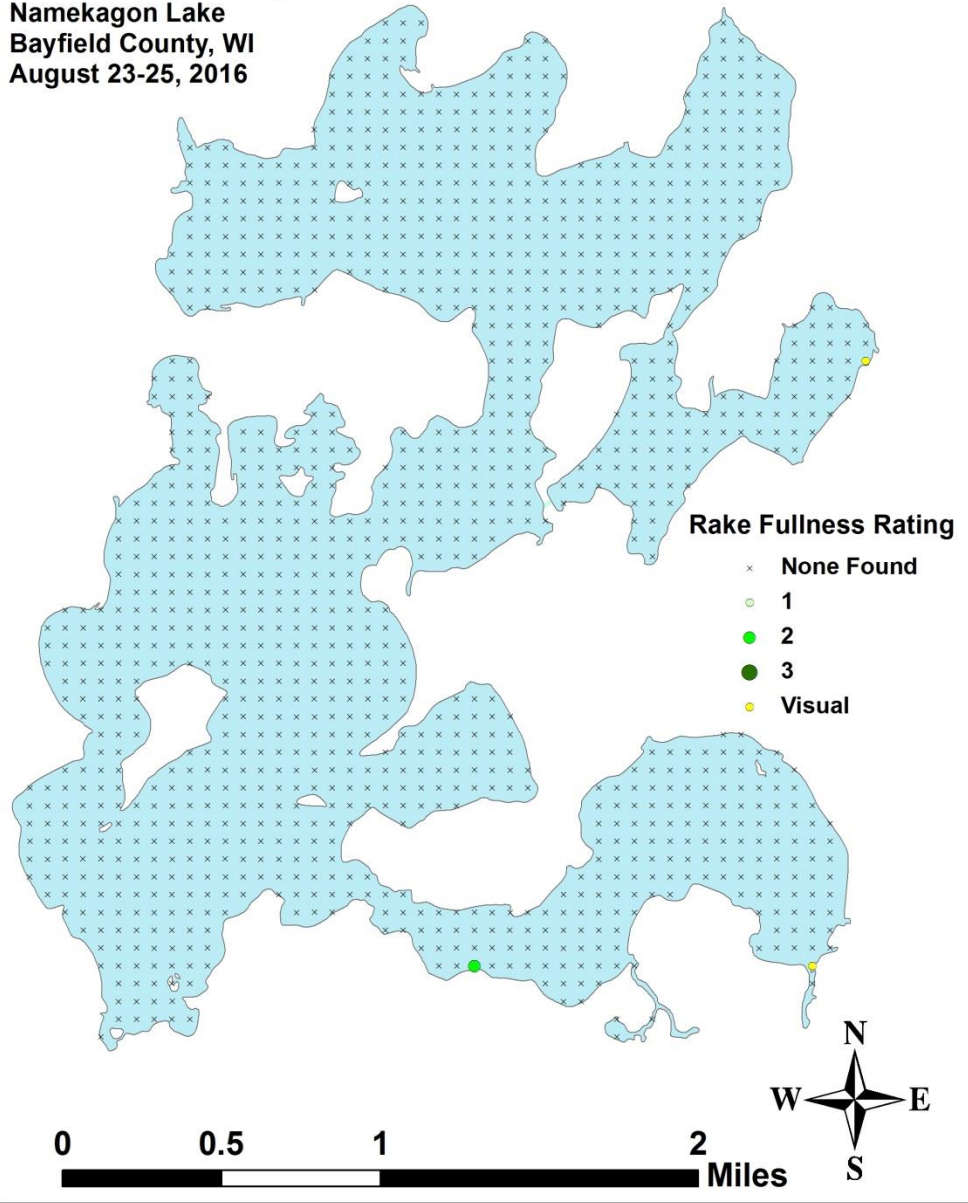 Namekagon Lake
Bayfield County, WI
August 23-25, 2016
Rake Fullness Rating
None Found
1
2
3
Visual
N
W E
S
0 0.5 1 2
Miles